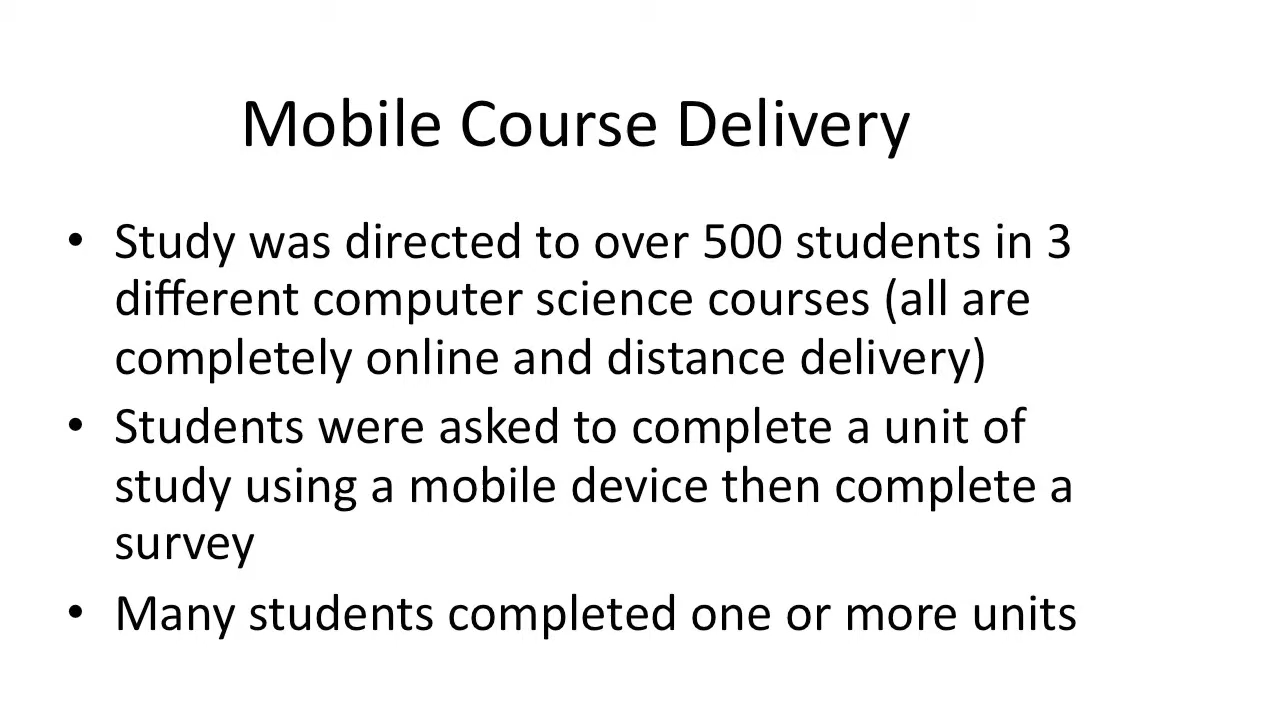 Mobile Course Delivery
• Study was directed to over 500 students in 3
different computer science courses (all are
completely online and distance delivery)
• Students were asked to complete a unit of
study using a mobile device then complete a
survey
• Many students completed one or more units